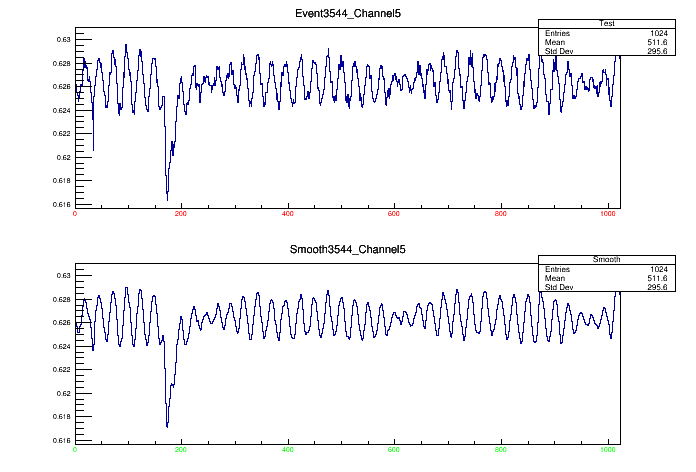 Event3544_Channel5
Test
Entries 1024
Mean 511.6
Std Dev 295.6
0.63
0.628
0.626
0.624
0.622
0.62
0.618
0.616
0 200 400 600 800 1000
Smooth3544_Channel5
Smooth
Entries 1024
Mean 511.6
Std Dev 295.6
0.63
0.628
0.626
0.624
0.622
0.62
0.618
0.616
0 200 400 600 800 1000